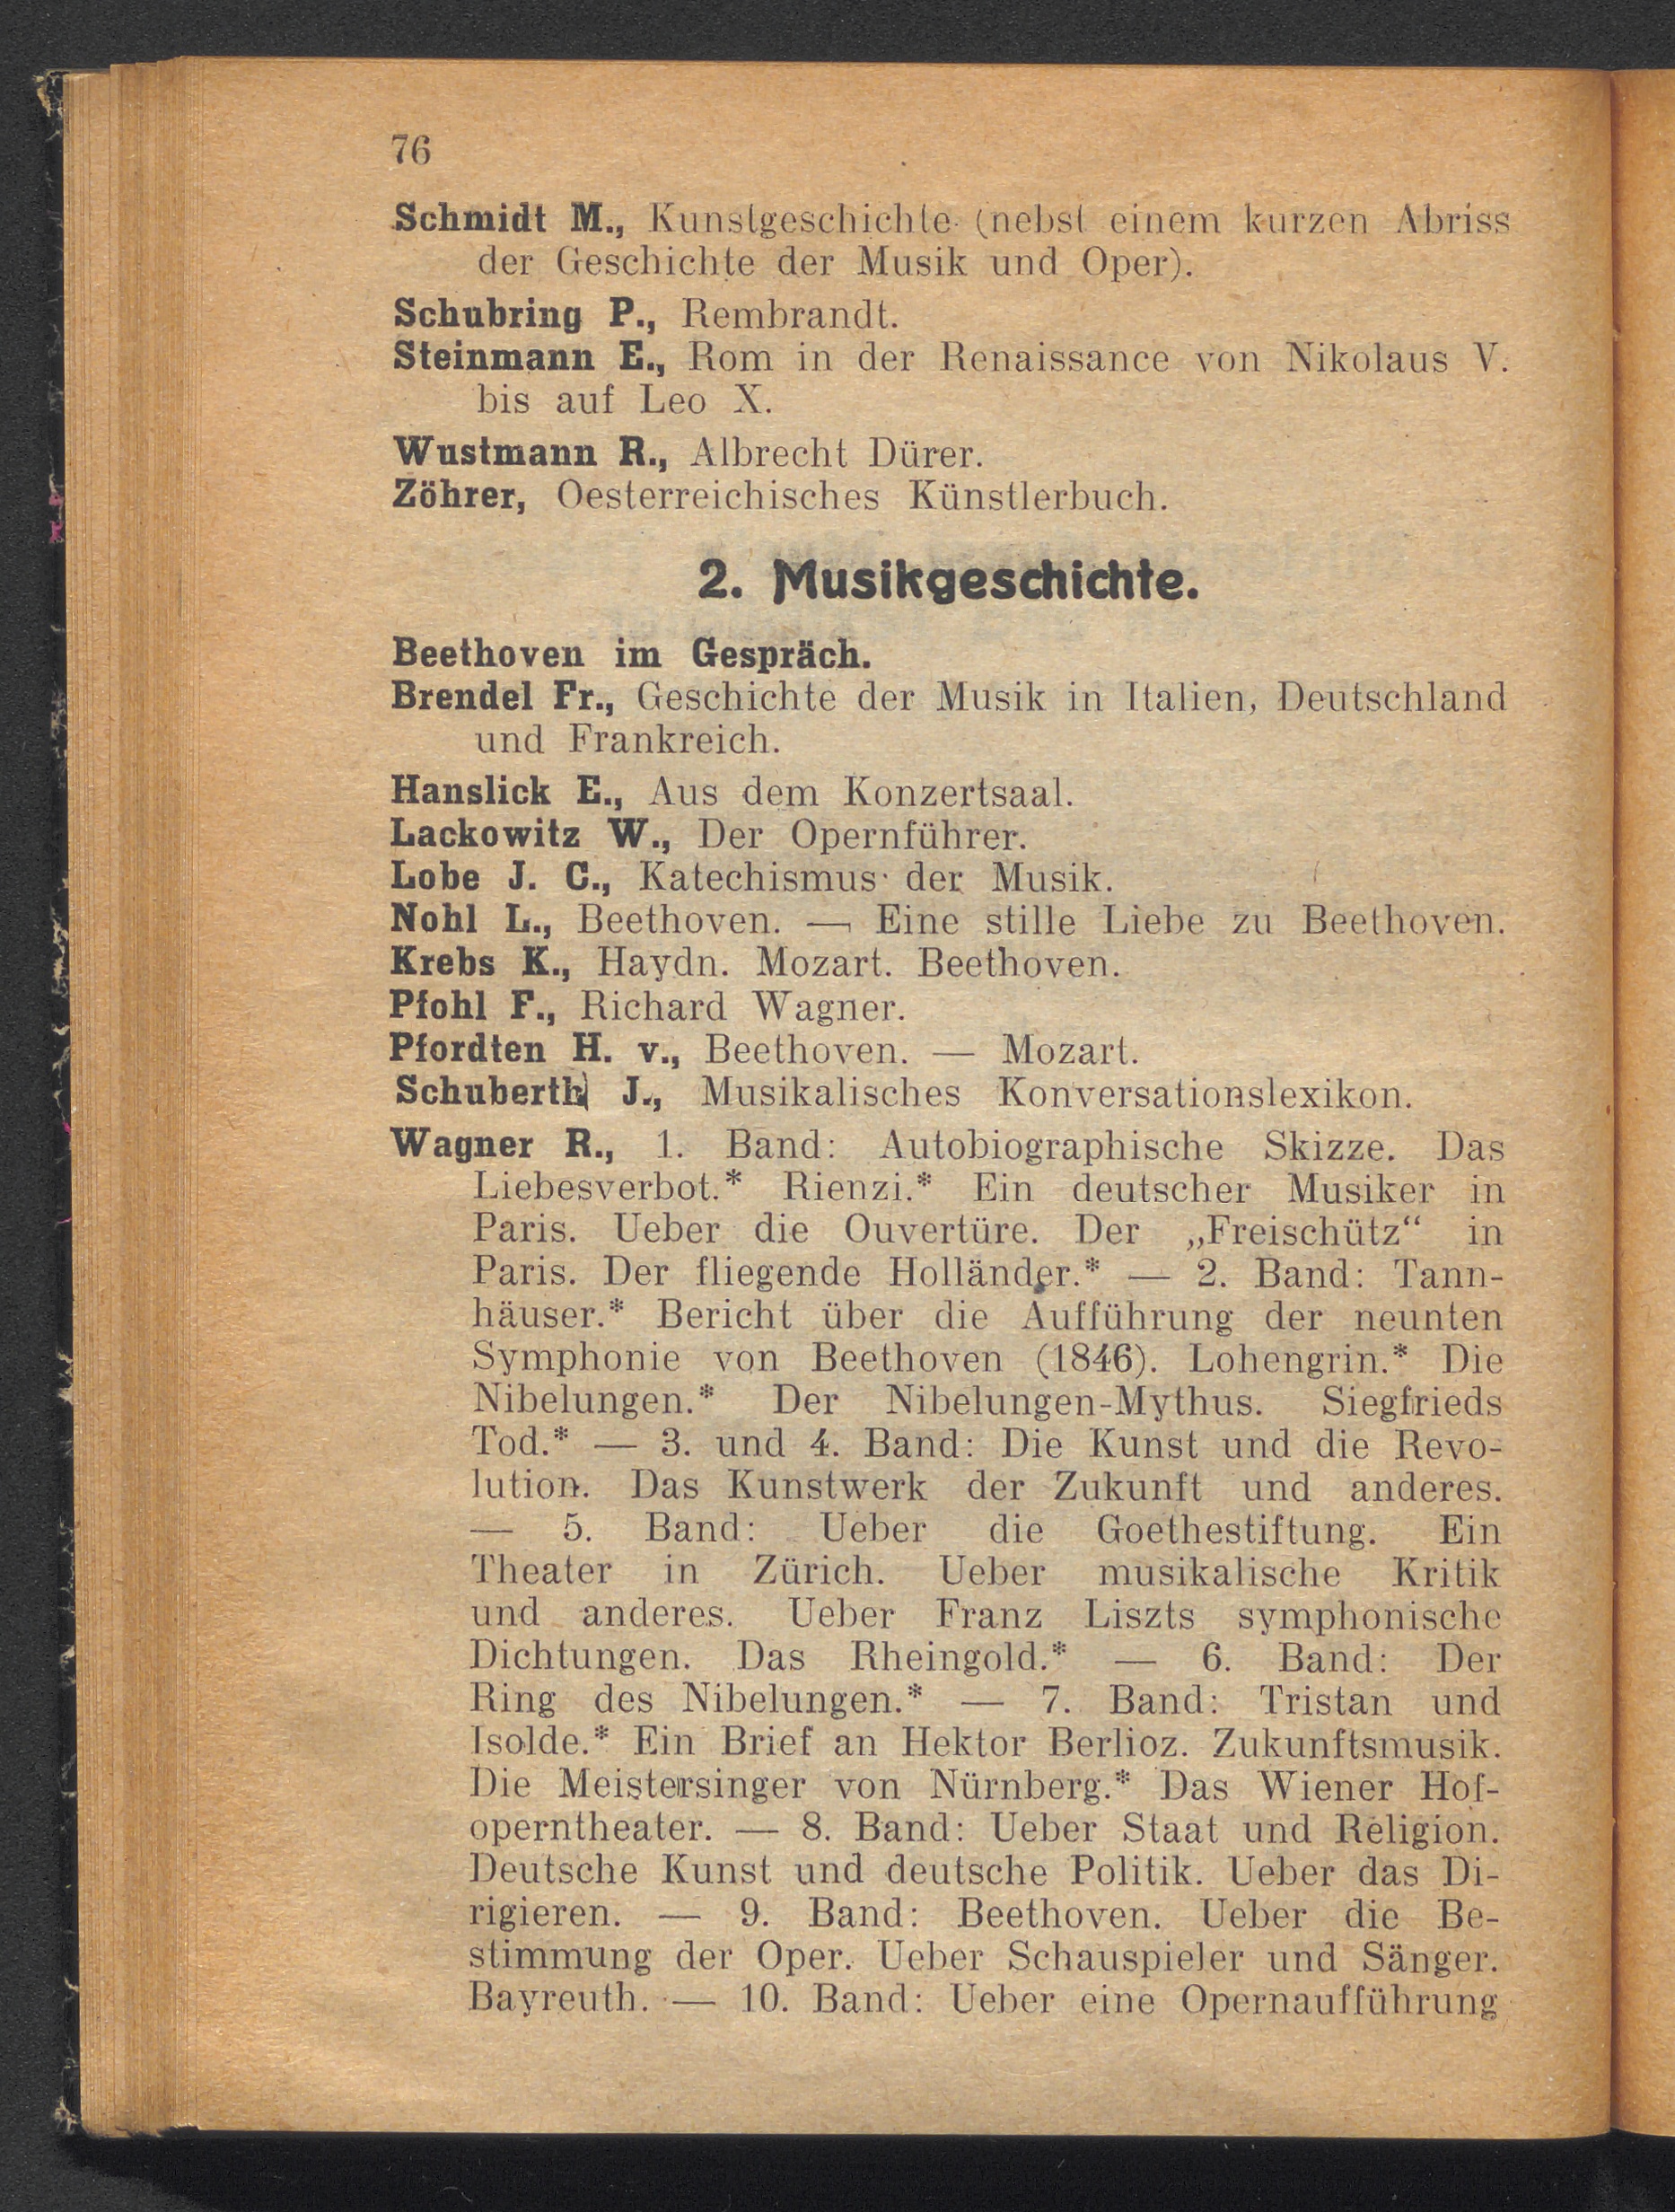 76
Schmidt M., Kunstgeschichte (nebst einem kurzen Abriss
der Geschichte der Musik und Oper).
Schubring P., Rembrandt.
Steinmann E., Rom in der Renaissance von Nikolaus V.
bis auf Leo X.
Wustmann R., Albrecht Dürer.
Zöhrer, Oesterreichisches Künstlerbuch.
2. Musikgeschichte.
Beethoven im Gespräch.
Brendel Fr., Geschichte der Musik in Italien, Deutschland
und Frankreich.
Hanslick E., Aus dem Konzertsaal.
Lackowitz W., Der Opernführer.
Lobe J. C., Katechismus der Musik.
Nohl L., Beethoven. — Eine stille Liebe zu Beethoven.
Krebs K., Haydn. Mozart. Beethoven.
Pfohl F., Richard Wagner.
Pfordten H. v., Beethoven. — Mozart.
Schuberth J., Musikalisches Konversationslexikon.
Wagner R., 1. Band: Autobiographische Skizze. Das
Liebesverbot.* Rienzi.* Ein deutscher Musiker in
Paris. Ueber die Ouvertüre. Der „Freischütz“ in
Paris. Der fliegende Holländer.* — 2. Band: Tann-
häuser.* Bericht über die Aufführung der neunten
Symphonie von Beethoven (1846). Lohengrin.* Die
Nibelungen.* Der Nibelungen-Mythus. Siegfrieds
Tod.* — 3. und 4. Band: Die Kunst und die Revo-
lution. Das Kunstwerk der Zukunft und anderes.
— 5. Band: Ueber die Goethestiftung. Ein
Theater in Zürich. Ueber musikalische Kritik
und anderes. Ueber Franz Liszts symphonische
Dichtungen. Das Rheingold.* — 6. Band: Der
Ring des Nibelungen.* — 7. Band: Tristan und
Isolde.* Ein Brief an Hektor Berlioz. Zukunftsmusik.
Die Meistersinger von Nürnberg.* Das Wiener Hof-
operntheater. — 8. Band: Ueber Staat und Religion.
Deutsche Kunst und deutsche Politik. Ueber das Di-
rigieren. — 9. Band: Beethoven. Ueber die Be-
stimmung der Oper. Ueber Schauspieler und Sänger.
Bayreuth. — 10. Band: Ueber eine Opernaufführung